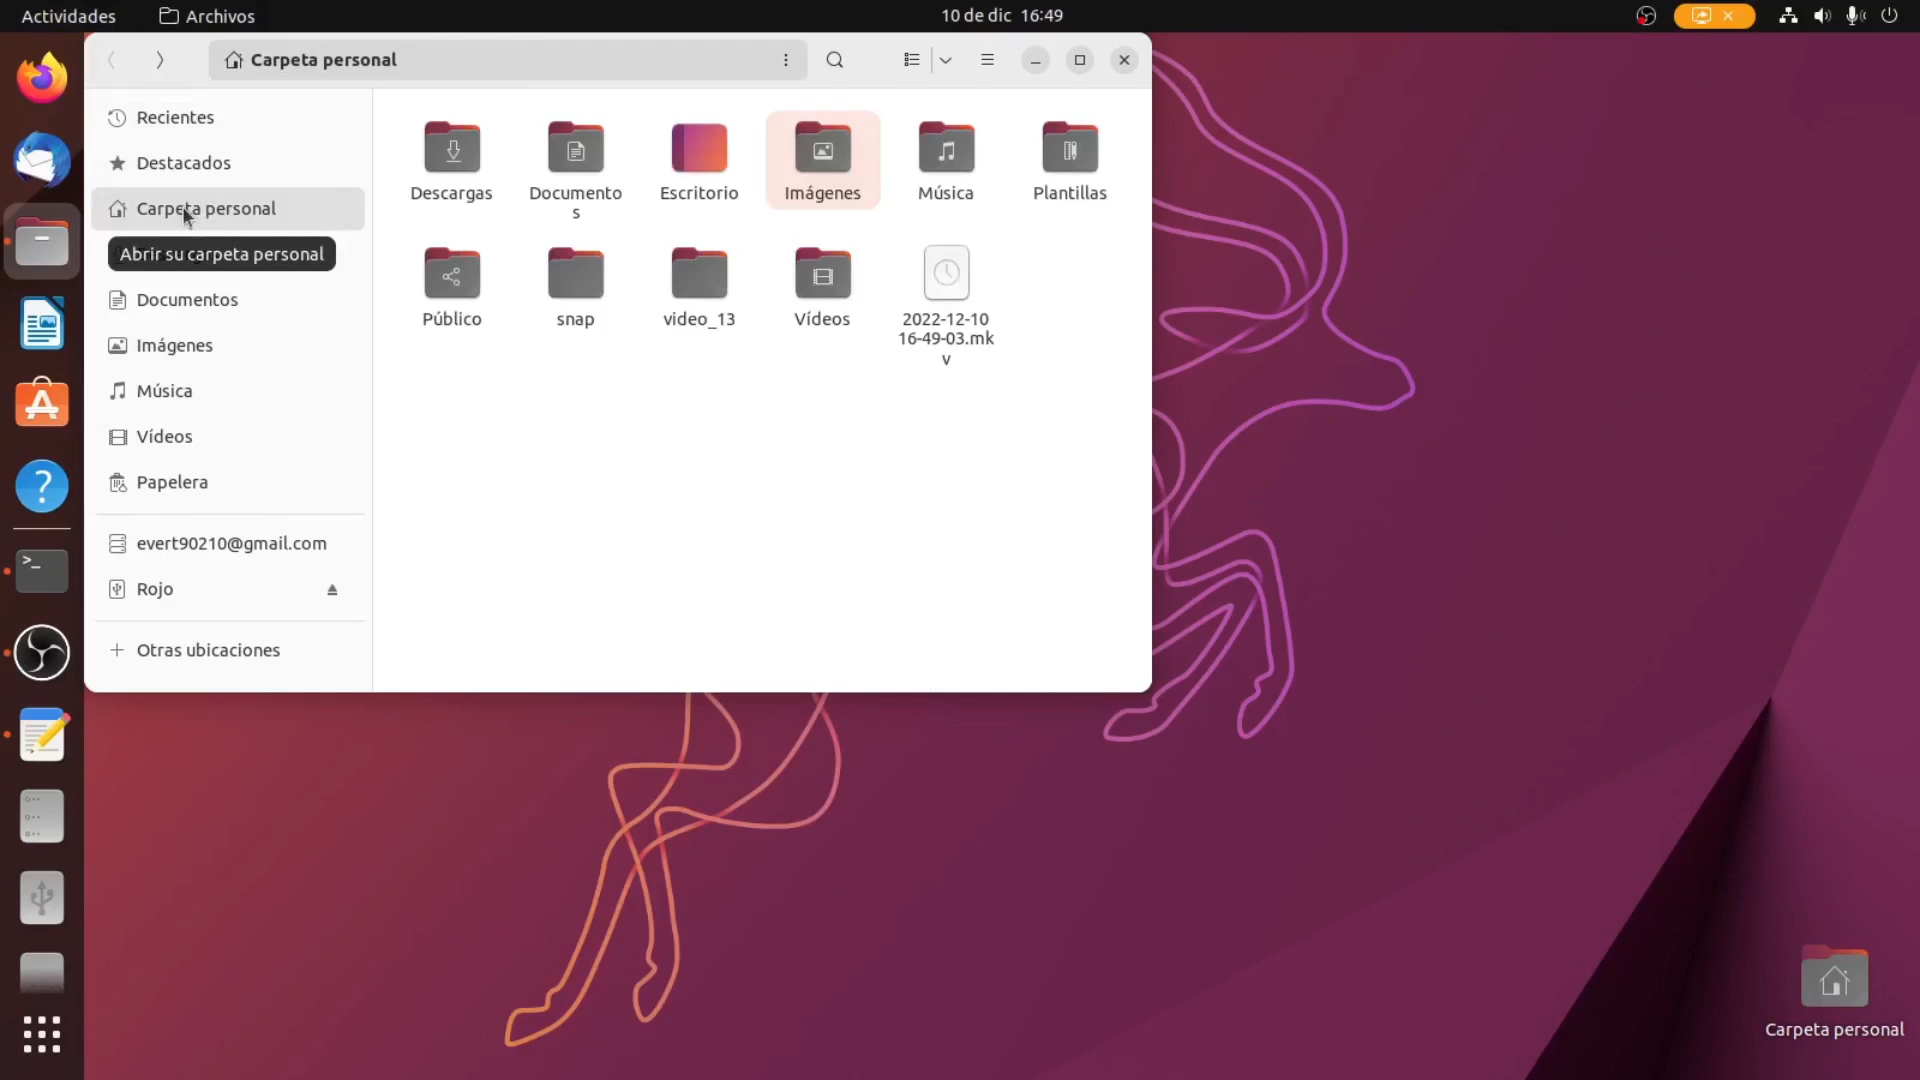 Actividades
Archivos
10 de dic 16:49
Carpeta personal
Recientes
Destacados
Carpeta personal
Abrir su carpeta personal
Documentos
Imágenes
Música
Vídeos
Papelera
evert90210@gmail.com
Rojo
Otras ubicaciones
Descargas
Documento
s
Escritorio
Imágenes
Música
Plantillas
Público
snap
video_13
Vídeos
2022-12-10
16-49-03.mk
v
Carpeta personal